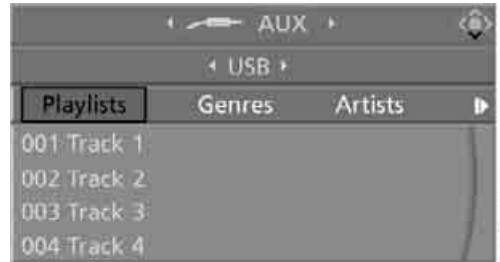 AUX
USB
Playlists Genres Artists
001 Track 1
002 Track 2
003 Track 3
004 Track 4